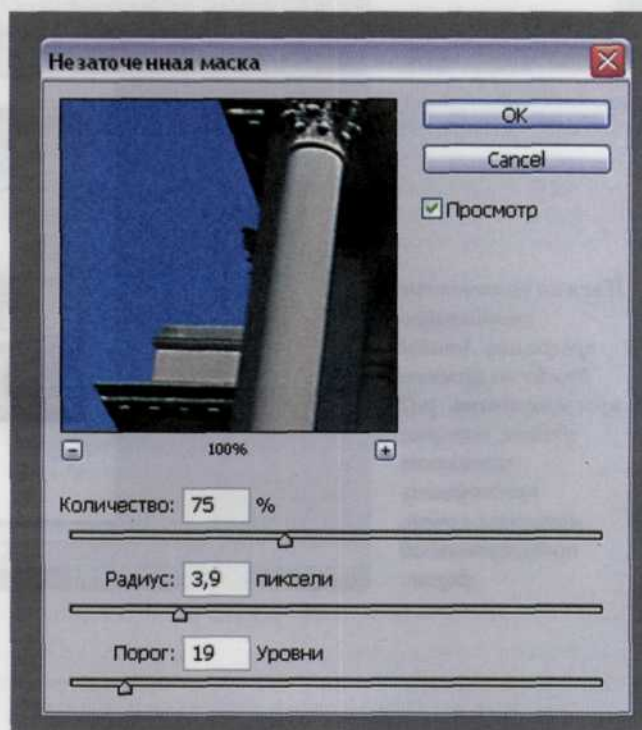 Незаточенная маска
OK
Cancel
Просмотр
100%
Количество: 75 %
Радиус: 3,9 пиксели
Порог: 19 Уровни